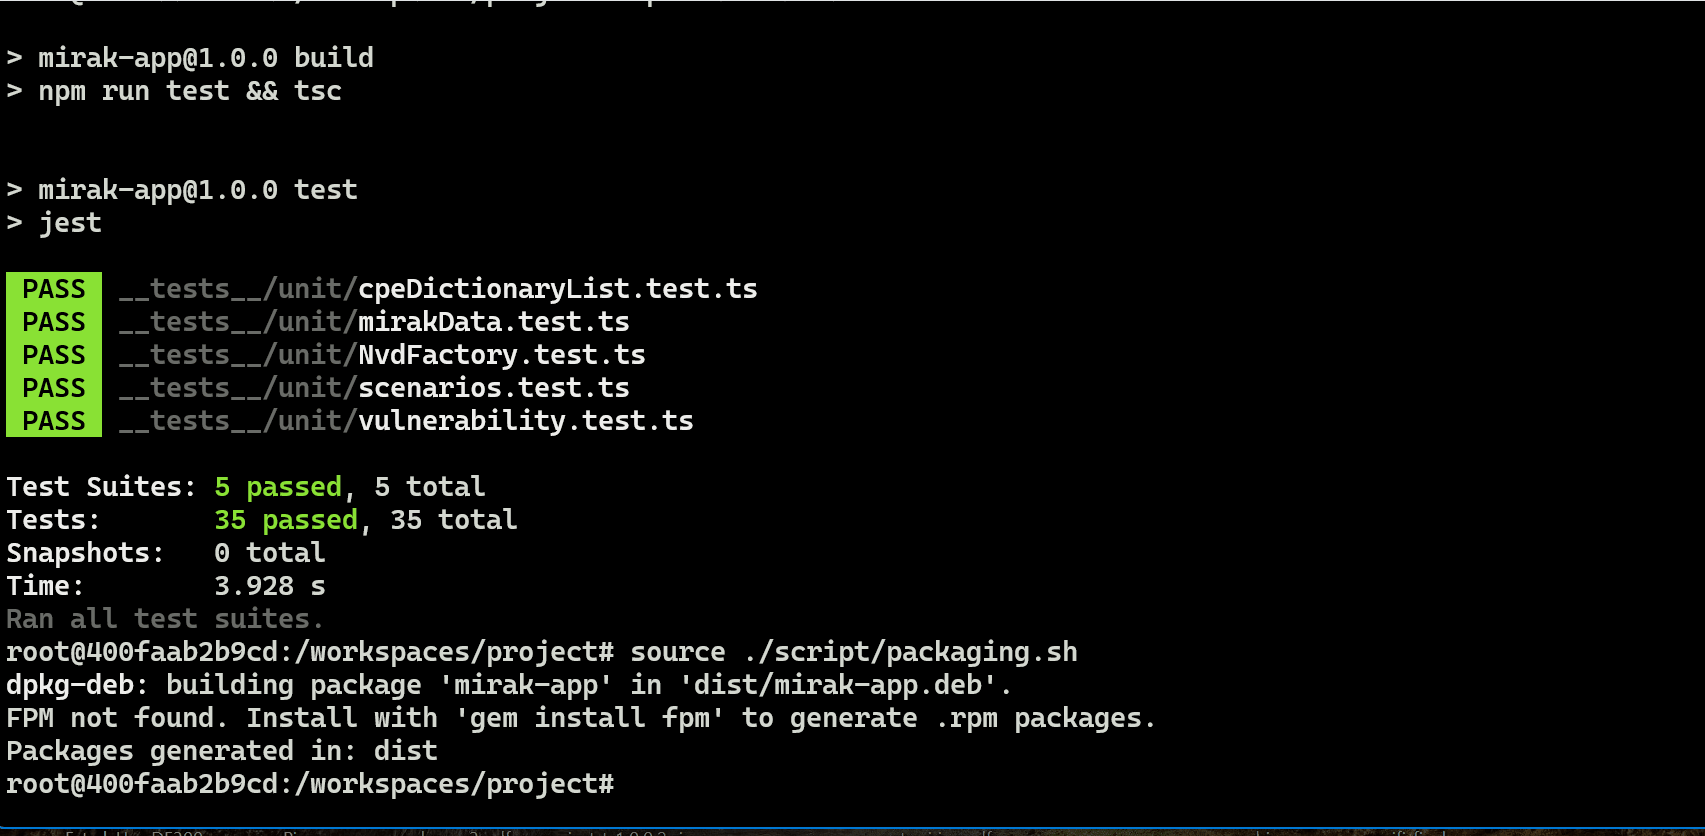 > mirak-app@1.0.0 build
> npm run test && tsc
> mirak-app@1.0.0 test
> jest
PASS __tests__/unit/cpeDictionaryList.test.ts
PASS __tests__/unit/mirakData.test.ts
PASS __tests__/unit/NvdFactory.test.ts
PASS __tests__/unit/scenarios.test.ts
PASS __tests__/unit/vulnerability.test.ts
Test Suites: 5 passed, 5 total
Tests:       35 passed, 35 total
Snapshots:   0 total
Time:        3.928 s
Ran all test suites.
root@400faab2b9cd:/workspaces/project# source ./script/packaging.sh
dpkg-deb: building package 'mirak-app' in 'dist/mirak-app.deb'.
FPM not found. Install with 'gem install fpm' to generate .rpm packages.
Packages generated in: dist
root@400faab2b9cd:/workspaces/project#